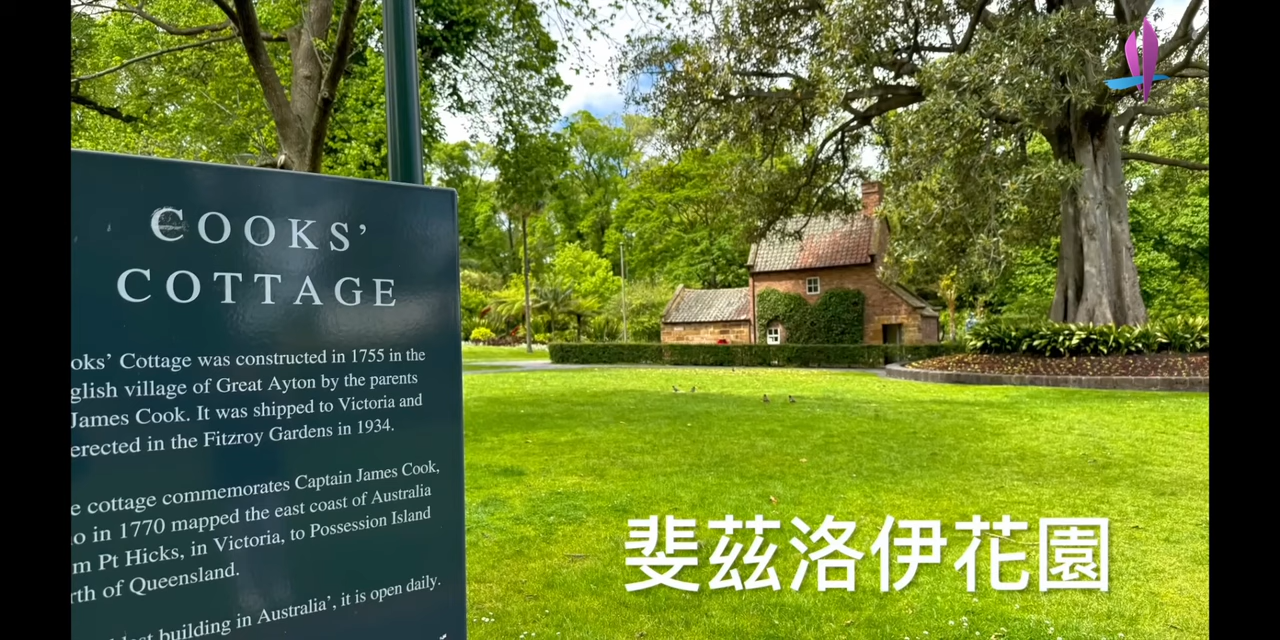 COOKS’
COTTAGE
oks’ Cottage was constructed in 1755 in the
glish village of Great Ayton by the parents
James Cook. It was shipped to Victoria and
erected in the Fitzroy Gardens in 1934.
e cottage commemorates Captain James Cook,
o in 1770 mapped the east coast of Australia
m Pt Hicks, in Victoria, to Possession Island
rth of Queensland.
building in Australia’, it is open daily.
斐茲洛伊花園